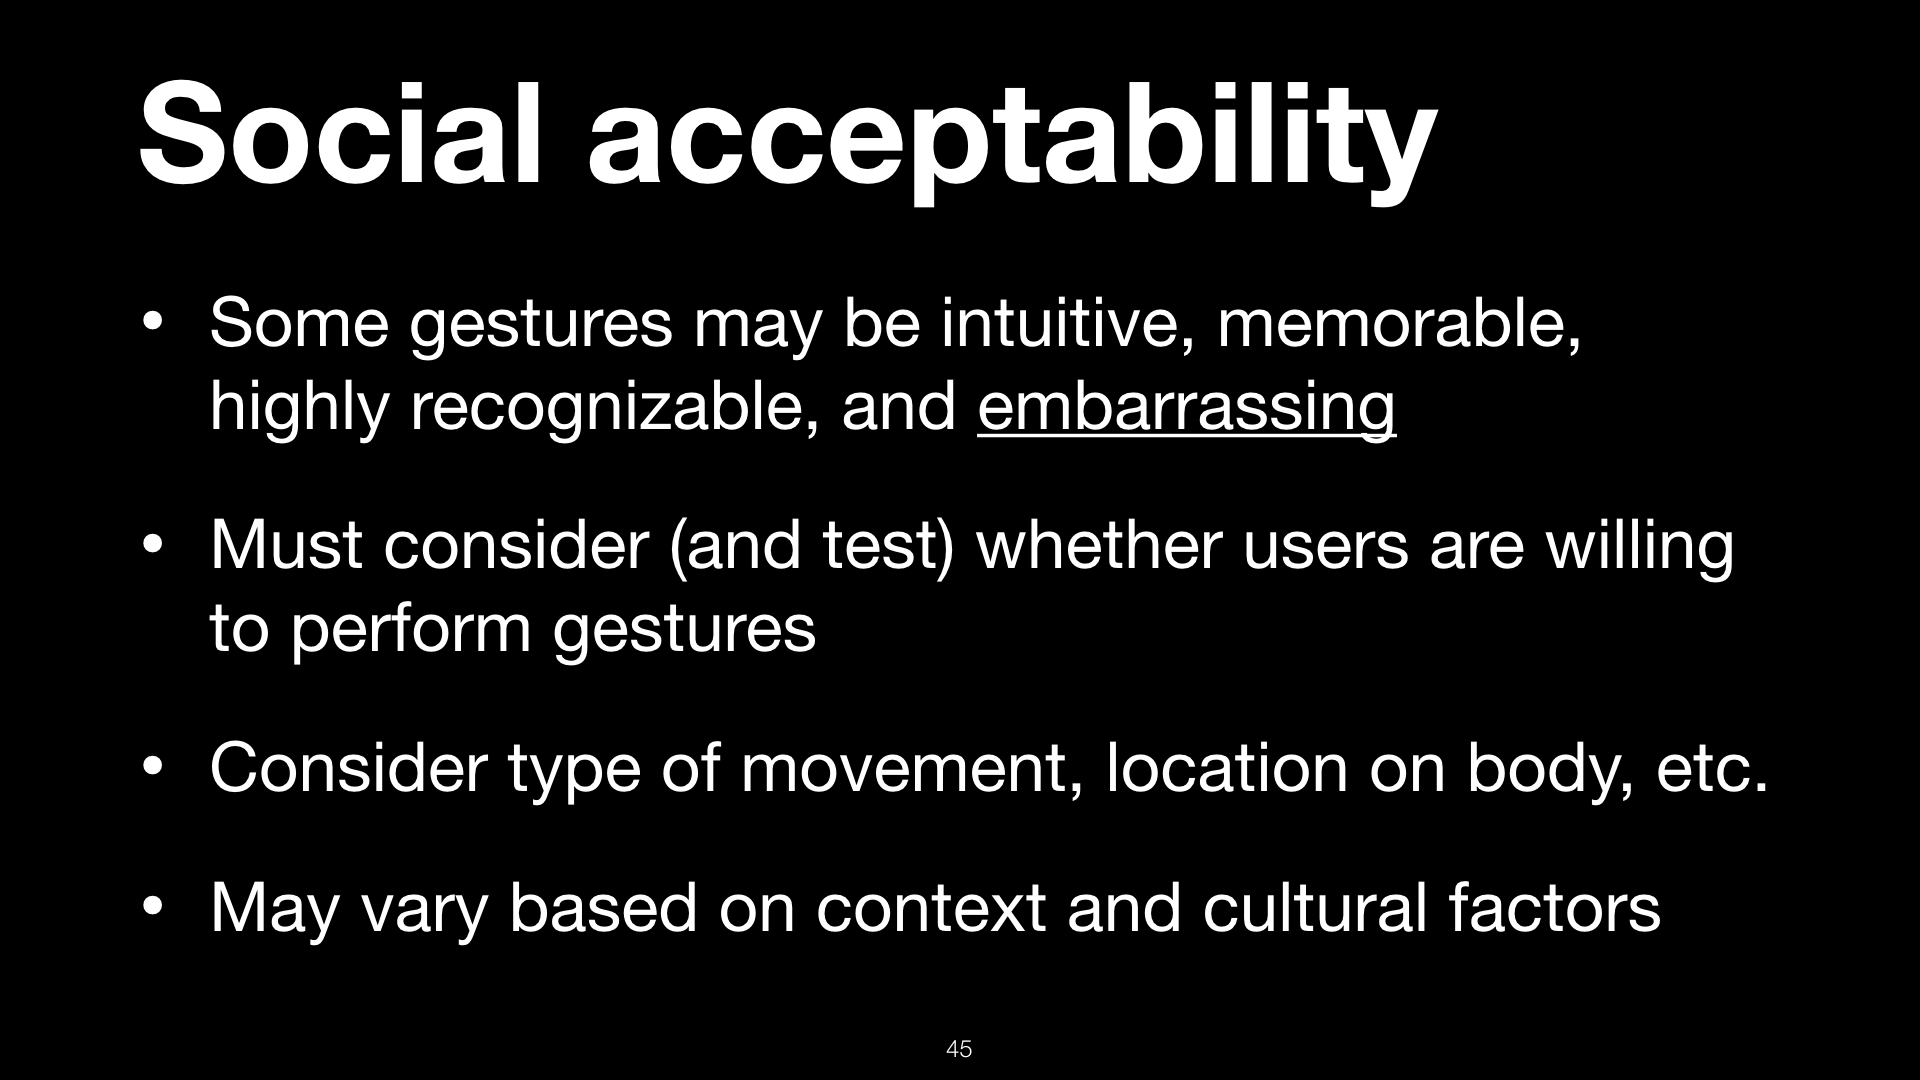 Social acceptability
• Some gestures may be intuitive, memorable,
highly recognizable, and embarrassing
• Must consider (and test) whether users are willing
to perform gestures
• Consider type of movement, location on body, etc.
• May vary based on context and cultural factors
45